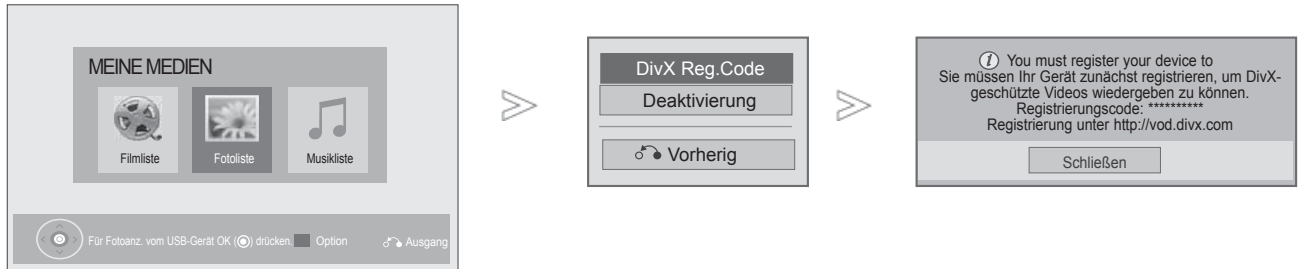 MEINE MEDIEN
Filmliste
Fotoliste
Musikliste
Für Fotoanz. vom USB-Gerät OK (◉) drücken. Option Ausgang
DivX Reg.Code
Deaktivierung
Vorherig
You must register your device to
Sie müssen Ihr Gerät zunächst registrieren, um DivX-
geschützte Videos wiedergeben zu können.
Registrierungscode: **********
Registrierung unter http://vod.divx.com
Schließen